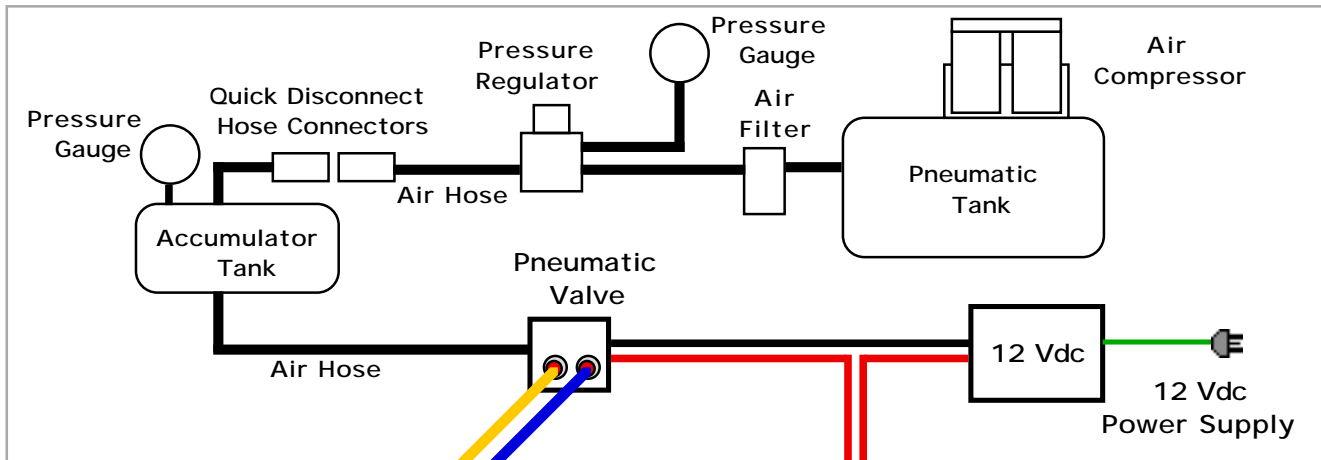 Pressure
Gauge
Quick Disconnect
Hose Connectors
Pressure
Regulator
Pressure
Gauge
Air
Filter
Air
Compressor
Air Hose
Pneumatic
Tank
Accumulator
Tank
Pneumatic
Valve
Air Hose
12 Vdc
12 Vdc
Power Supply